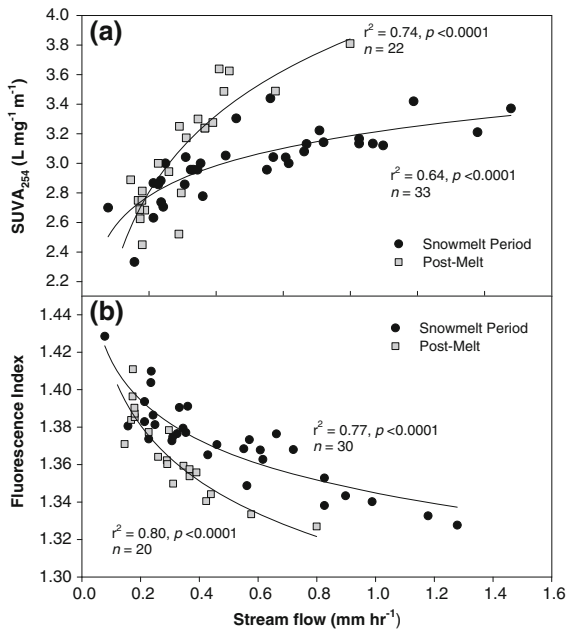 (a)
r² = 0.74, p <0.0001
n = 22
4.0
3.8
3.6
3.4
3.2
3.0
2.8
2.6
2.4
2.2
SUVA₂₅₄ (L mg⁻¹ m⁻¹)
r² = 0.64, p <0.0001
n = 33
Snowmelt Period
Post-Melt
(b)
Snowmelt Period
Post-Melt
1.44
1.42
1.40
1.38
1.36
1.34
1.32
1.30
Fluorescence Index
r² = 0.77, p <0.0001
n = 30
r² = 0.80, p <0.0001
n = 20
0.0 0.2 0.4 0.6 0.8 1.0 1.2 1.4 1.6
Stream flow (mm hr⁻¹)